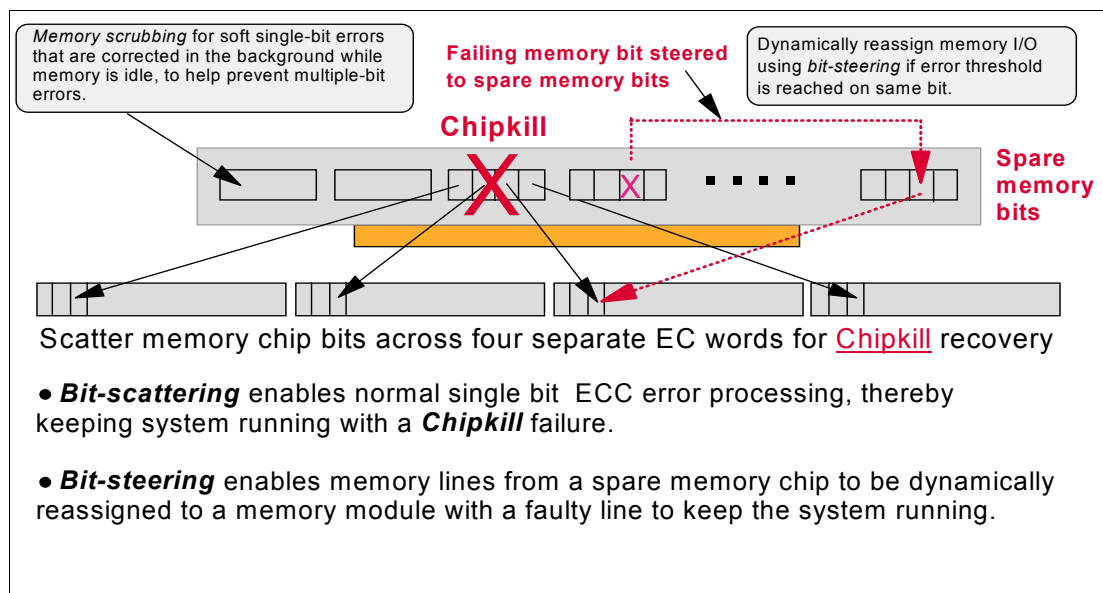 Memory scrubbing for soft single-bit errors
that are corrected in the background while
memory is idle, to help prevent multiple-bit
errors.
Failing memory bit steered
to spare memory bits
Dynamically reassign memory I/O
using bit-steering if error threshold
is reached on same bit.
Chipkill
X
X
Spare
memory
bits
Scatter memory chip bits across four separate EC words for Chipkill recovery
● Bit-scattering enables normal single bit  ECC error processing, thereby
keeping system running with a Chipkill failure.
● Bit-steering enables memory lines from a spare memory chip to be dynamically
reassigned to a memory module with a faulty line to keep the system running.